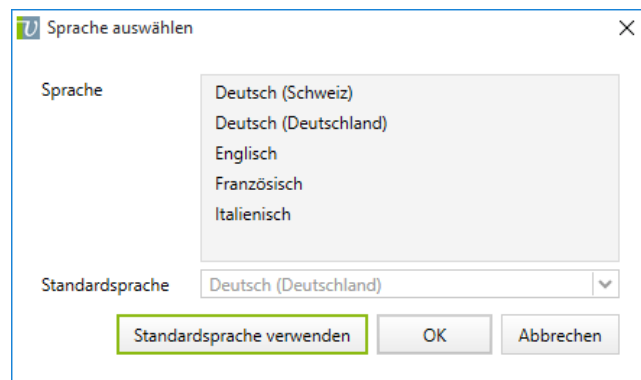 Sprache auswählen
Sprache
Deutsch (Schweiz)
Deutsch (Deutschland)
Englisch
Französisch
Italienisch
Standardsprache Deutsch (Deutschland)
Standardsprache verwenden OK Abbrechen